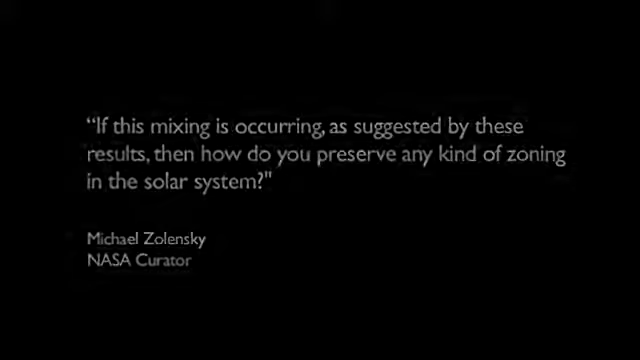 “If this mixing is occurring, as suggested by these
results, then how do you preserve any kind of zoning
in the solar system?"
Michael Zolensky
NASA Curator